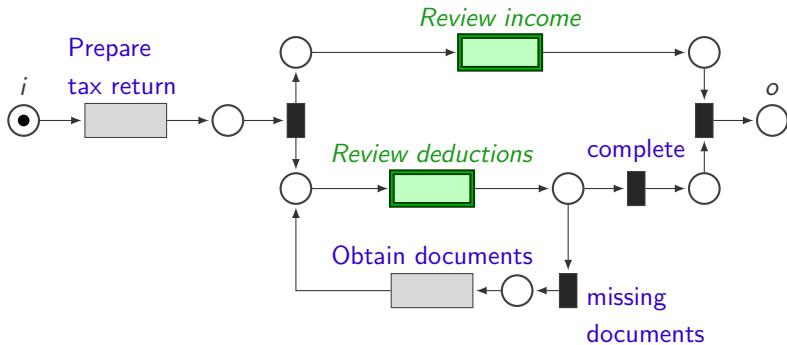 Review income
Prepare
tax return
i
o
Review deductions
complete
Obtain documents
missing
documents